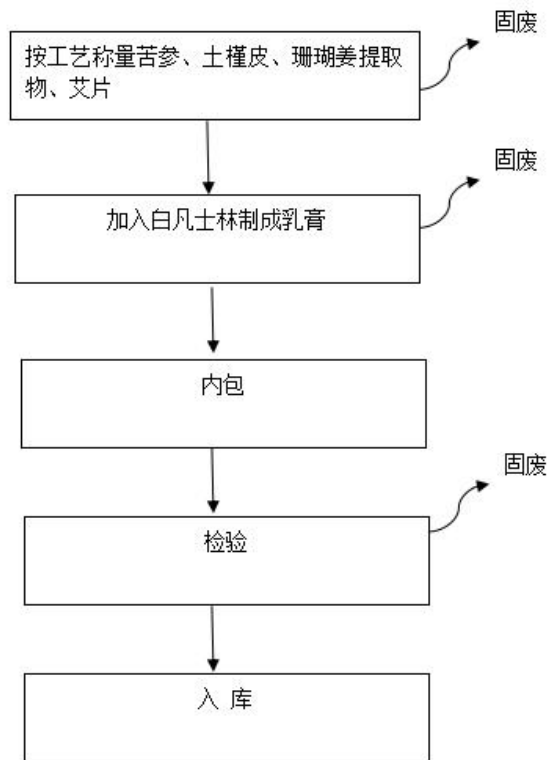 固废
按工艺称量苦参、土槿皮、珊瑚姜提取
物、艾片
固废
加入白凡士林制成乳膏
内包
固废
检验
入 库